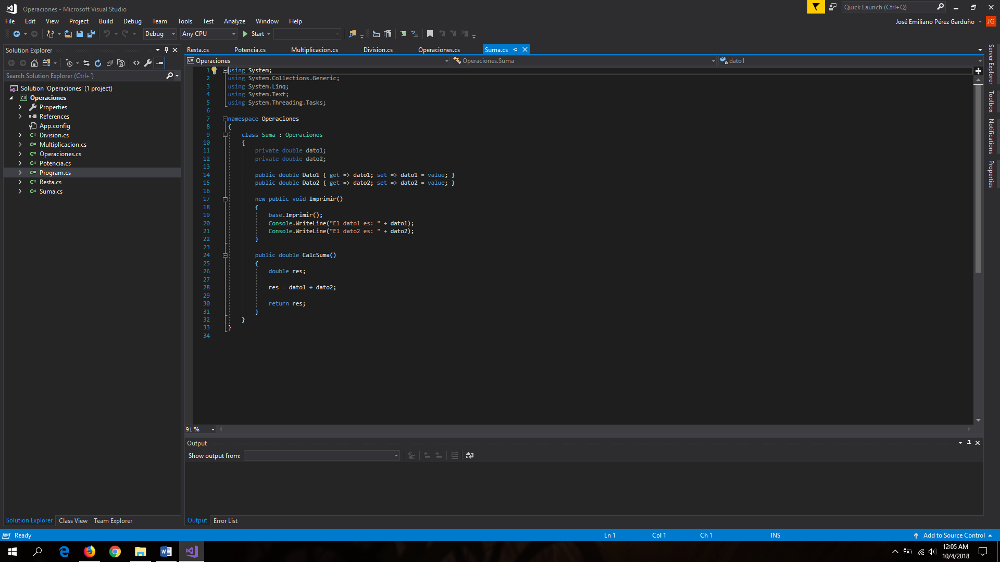 Operaciones - Microsoft Visual Studio
Quick Launch (Ctrl+Q)
File Edit View Project Build Debug Team Tools Test Analyze Window Help
José Emiliano Pérez Garduño JG
Debug Any CPU Start
Solution Explorer
Search Solution Explorer (Ctrl+´)
Solution 'Operaciones' (1 project)
C# Operaciones
Properties
References
App.config
C# Division.cs
C# Multiplicacion.cs
C# Operaciones.cs
C# Potencia.cs
C# Program.cs
C# Resta.cs
C# Suma.cs
Solution Explorer Class View Team Explorer
Resta.cs Potencia.cs Multiplicacion.cs Division.cs Operaciones.cs Suma.cs
C# Operaciones Operaciones.Suma dato1
1 using System;
2 using System.Collections.Generic;
3 using System.Linq;
4 using System.Text;
5 using System.Threading.Tasks;
6
7 namespace Operaciones
8 {
9 class Suma : Operaciones
10 {
11 private double dato1;
12 private double dato2;
13
14 public double Dato1 { get => dato1; set => dato1 = value; }
15 public double Dato2 { get => dato2; set => dato2 = value; }
16
17 new public void Imprimir()
18 {
19 base.Imprimir();
20 Console.WriteLine("El dato1 es: " + dato1);
21 Console.WriteLine("El dato2 es: " + dato2);
22 }
23
24 public double CalcSuma()
25 {
26 double res;
27
28 res = dato1 + dato2;
29
30 return res;
31 }
32 }
33 }
34
91 %
Output
Show output from:
Output Error List
Server Explorer
Toolbox
Notifications
Properties
Ready Ln 1 Col 1 Ch 1 INS Add to Source Control
12:05 AM
10/4/2018